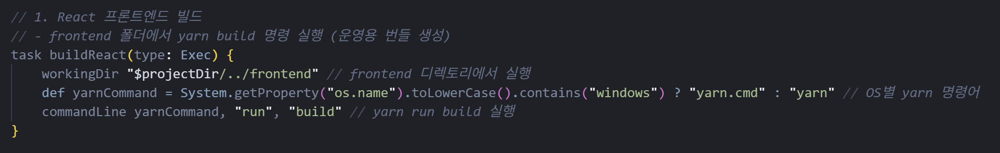 // 1. React 프론트엔드 빌드
// - frontend 폴더에서 yarn build 명령 실행 (운영용 번들 생성)
task buildReact(type: Exec) {
    workingDir "$projectDir/../frontend" // frontend 디렉토리에서 실행
    def yarnCommand = System.getProperty("os.name").toLowerCase().contains("windows") ? "yarn.cmd" : "yarn" // OS별 yarn 명령어
    commandLine yarnCommand, "run", "build" // yarn run build 실행
}